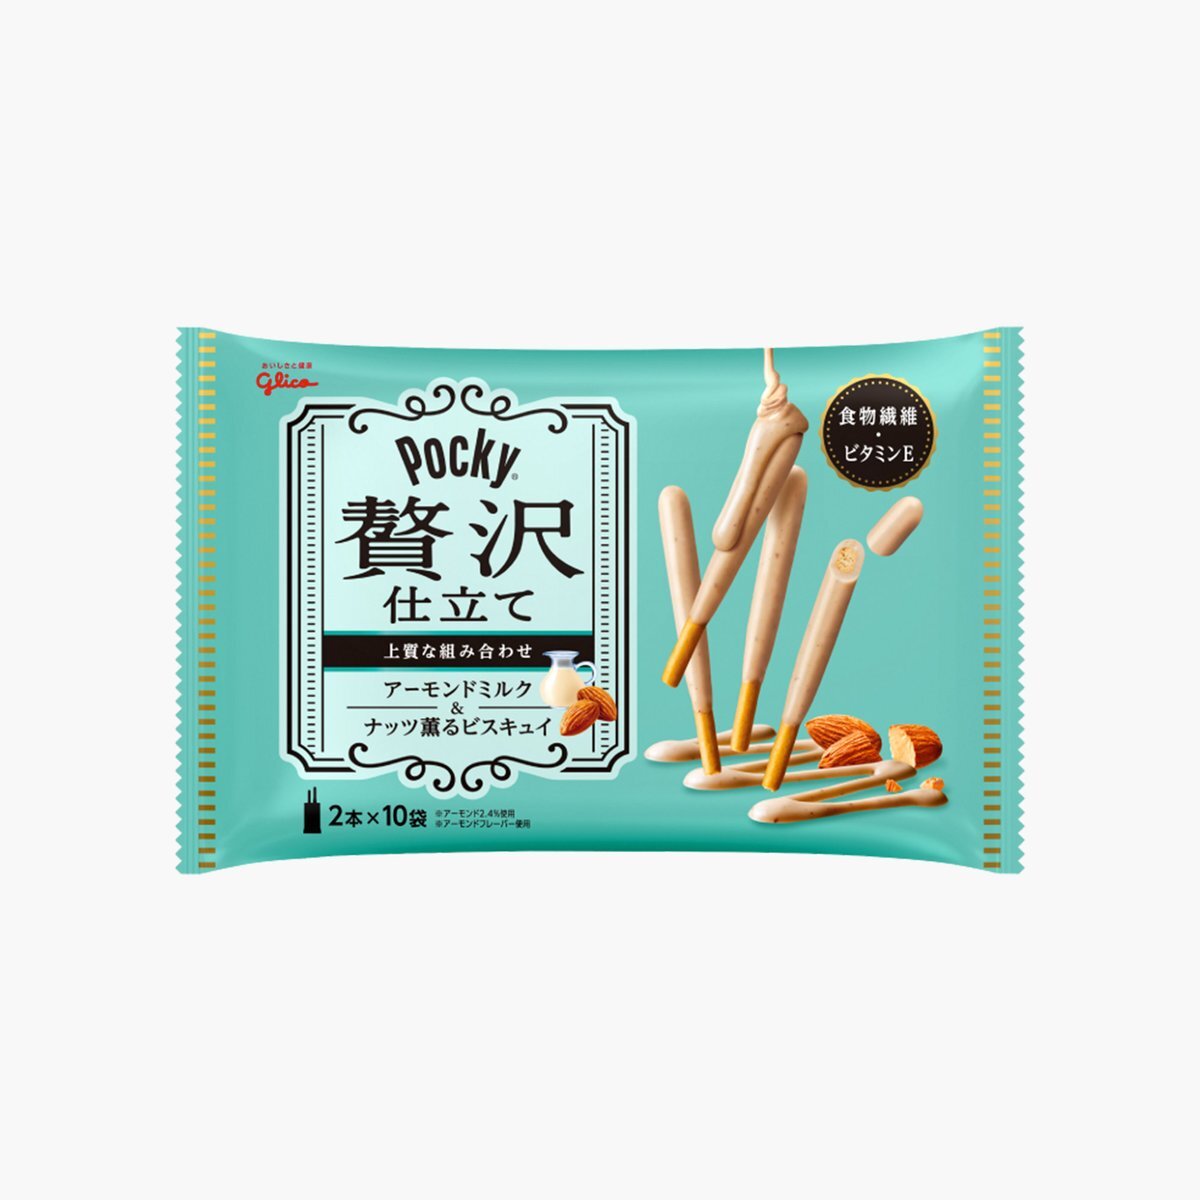 おいしさと健康
Glico
Pocky®
贅沢
仕立て
上質な組み合わせ
アーモンドミルク
&
ナッツ薫るビスキュイ
2本×10袋
※アーモンド2.4%使用
※アーモンドフレーバー使用
食物繊維
・
ビタミンE